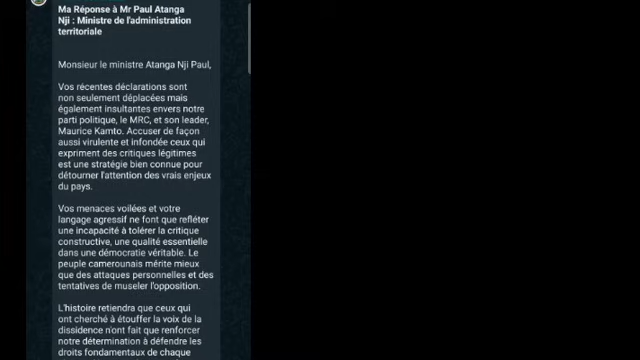 Ma Réponse à Mr Paul Atanga
Nji : Ministre de l'administration
territoriale
Monsieur le ministre Atanga Nji Paul,
Vos récentes déclarations sont
non seulement déplacées mais
également insultantes envers notre
parti politique, le MRC, et son leader,
Maurice Kamto. Accuser de façon
aussi virulente et infondée ceux qui
expriment des critiques légitimes
est une stratégie bien connue pour
détourner l'attention des vrais enjeux
du pays.
Vos menaces voilées et votre
langage agressif ne font que refléter
une incapacité à tolérer la critique
constructive, une qualité essentielle
dans une démocratie véritable. Le
peuple camerounais mérite mieux
que des attaques personnelles et des
tentatives de museler l'opposition.
L'histoire retiendra que ceux qui
ont cherché à étouffer la voix de la
dissidence n'ont fait que renforcer
notre détermination à défendre les
droits fondamentaux de chaque